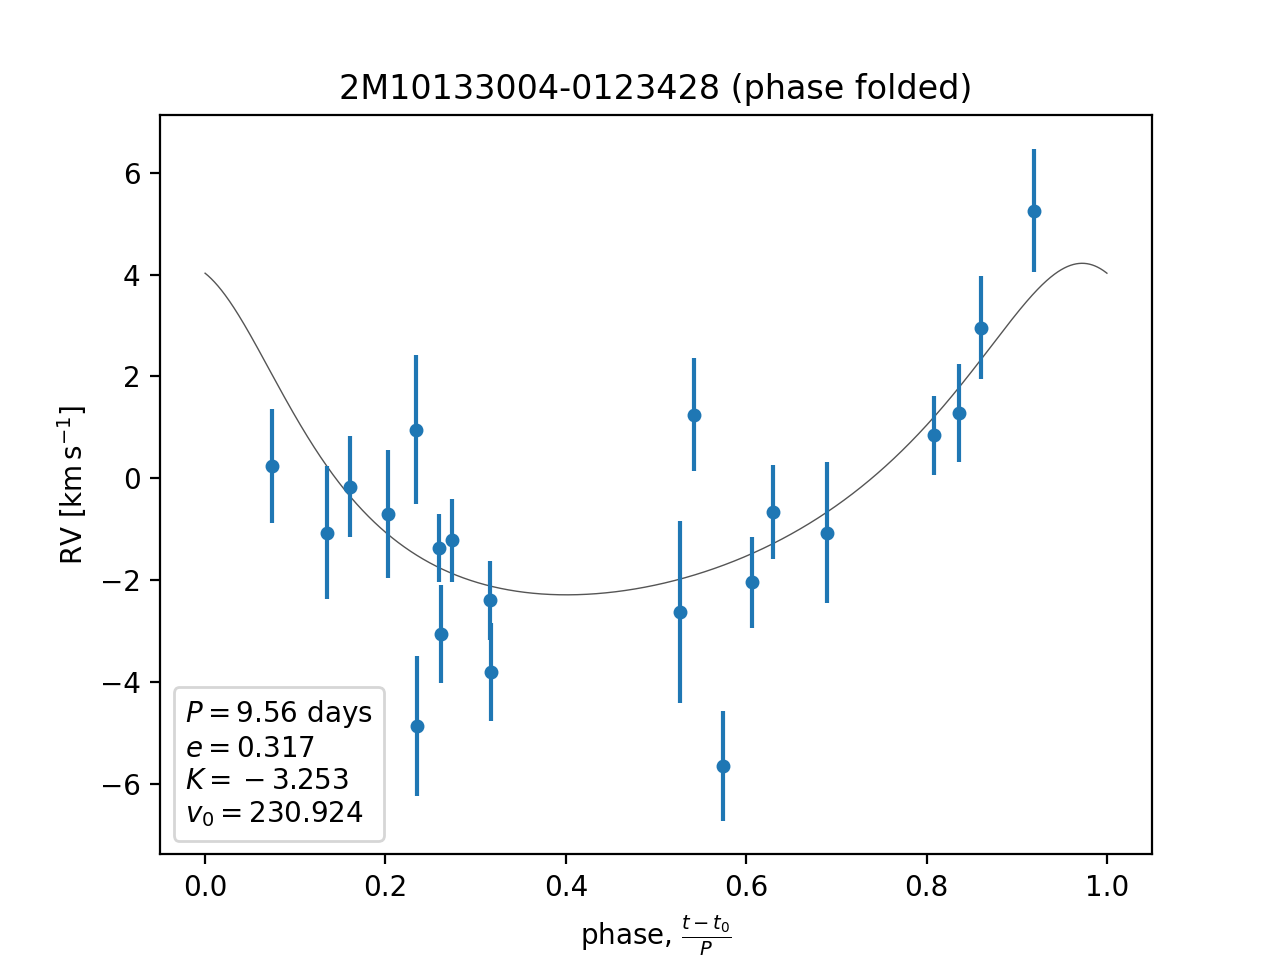 2M10133004-0123428 (phase folded)
6
4
2
0
−2
−4
−6
RV [km s⁻¹]
P = 9.56 days
e = 0.317
K = −3.253
v₀ = 230.924
0.0 0.2 0.4 0.6 0.8 1.0
phase, (t − t₀)/P